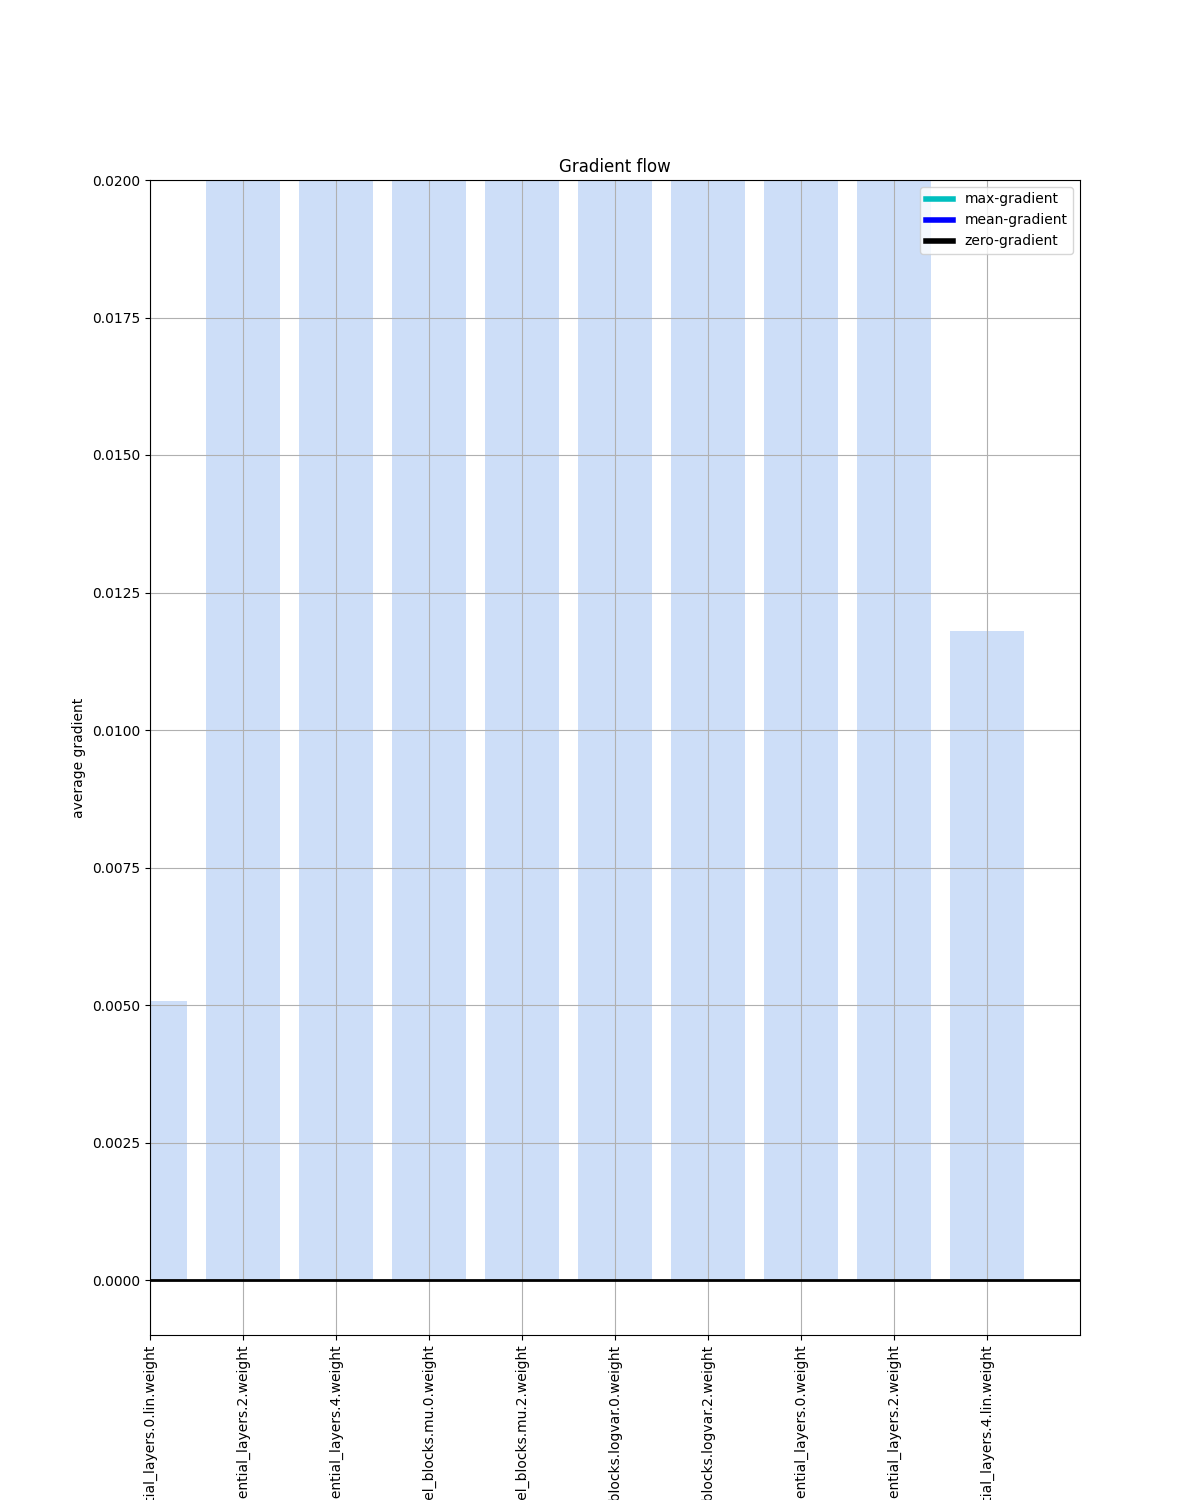 Gradient flow
max-gradient
mean-gradient
zero-gradient
0.0200
0.0175
0.0150
0.0125
0.0100
0.0075
0.0050
0.0025
0.0000
average gradient
tial_layers.0.lin.weight
ential_layers.2.weight
ential_layers.4.weight
el_blocks.mu.0.weight
el_blocks.mu.2.weight
blocks.logvar.0.weight
blocks.logvar.2.weight
ential_layers.0.weight
ential_layers.2.weight
tial_layers.4.lin.weight